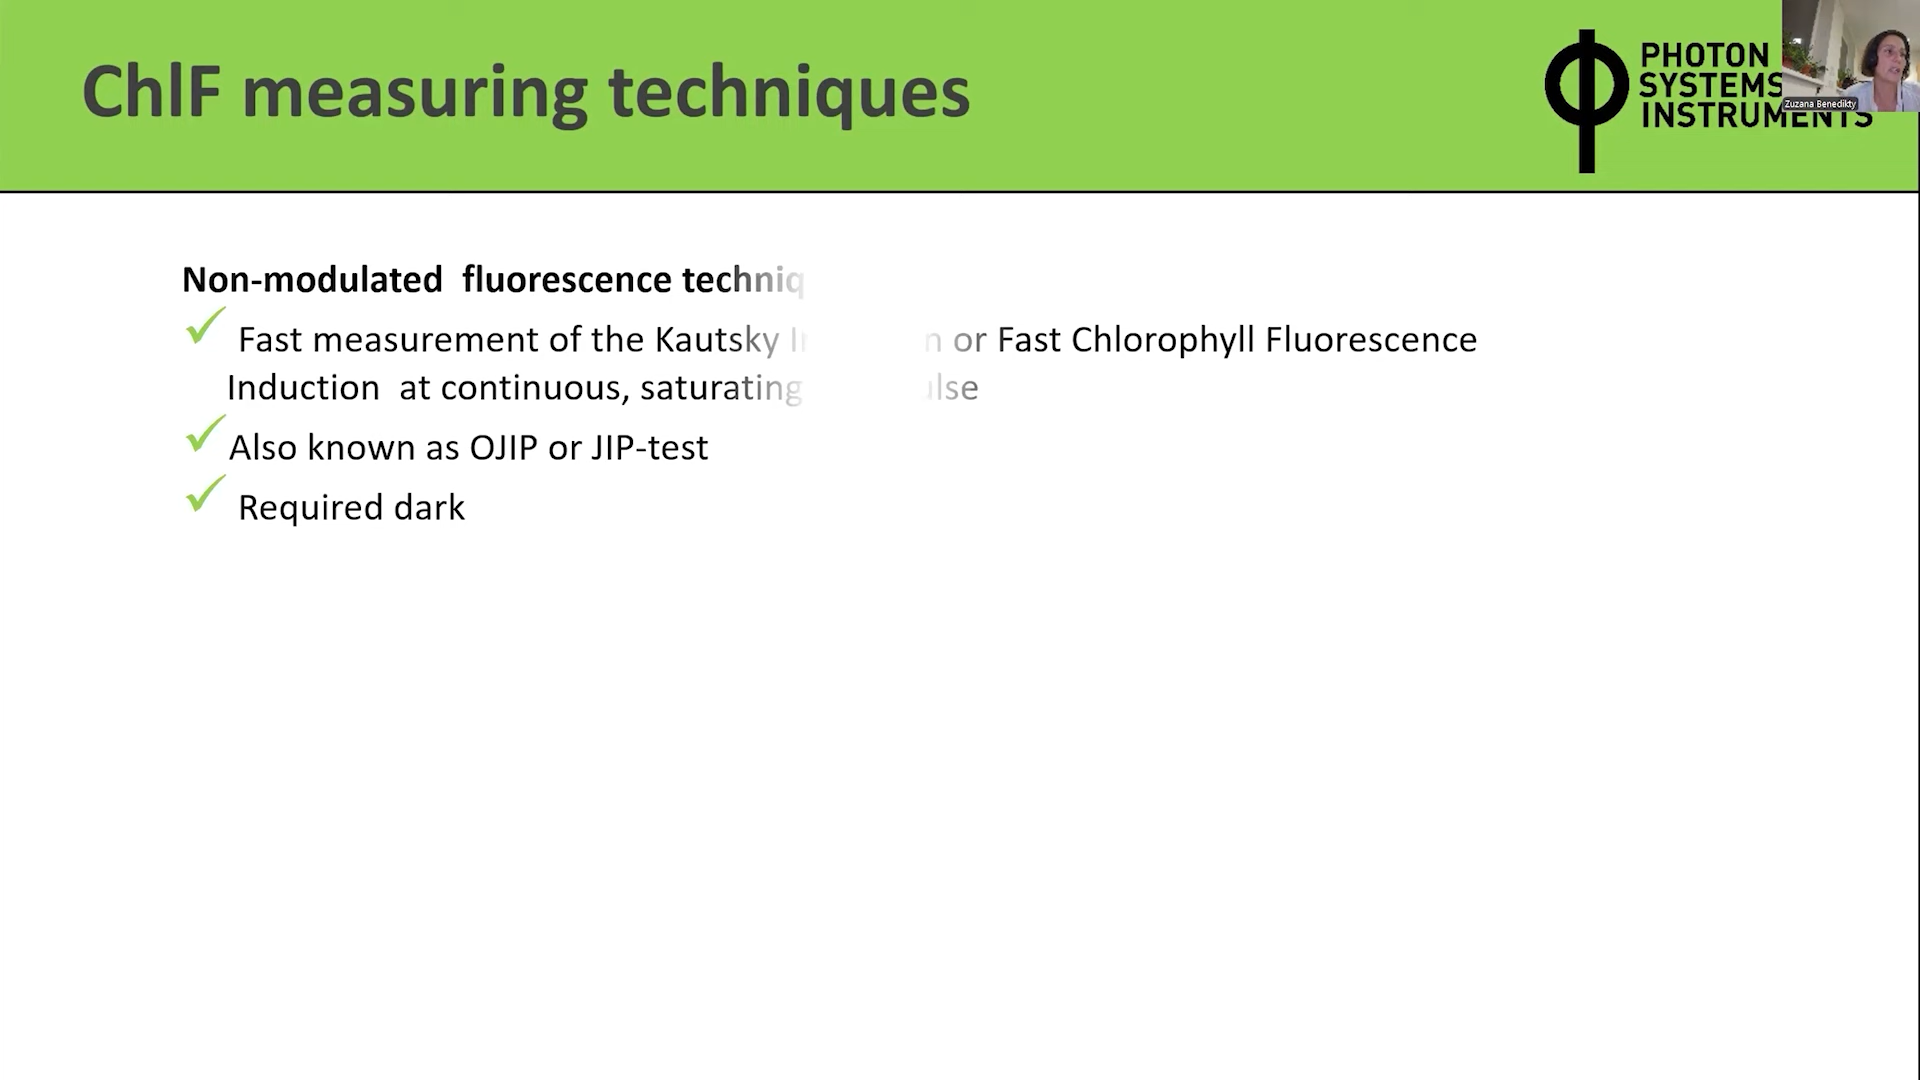 ChlF measuring techniques
PHOTON
SYSTEMS
INSTRUMENTS
Zuzana Benedikty
Non-modulated fluorescence
Fast measurement of the Kautsky or Fast Chlorophyll Fluorescence
Induction at continuous, saturating
Also known as OJIP or JIP-test
Required dark